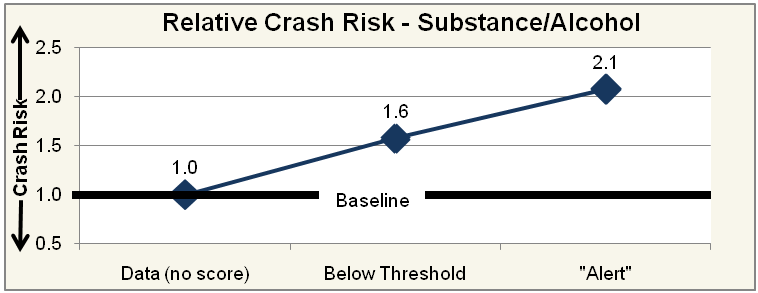 Relative Crash Risk - Substance/Alcohol
Crash Risk
2.5
2.0
1.5
1.0
0.5
1.0
1.6
2.1
Baseline
Data (no score)
Below Threshold
"Alert"